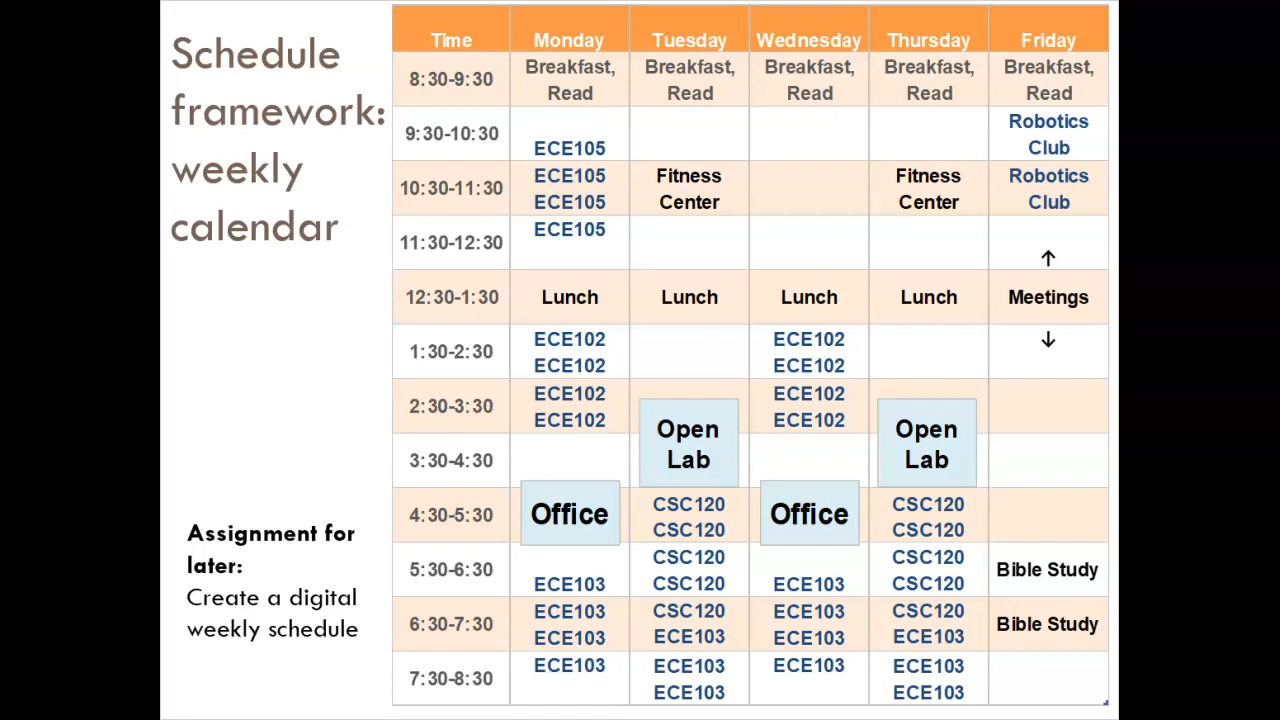 Schedule
framework:
weekly
calendar
Assignment for
later:
Create a digital
weekly schedule
Time Monday Tuesday Wednesday Thursday Friday
8:30-9:30 Breakfast, Read Breakfast, Read Breakfast, Read Breakfast, Read Breakfast, Read
9:30-10:30 ECE105 Robotics Club
10:30-11:30 ECE105 ECE105 Fitness Center Fitness Center Robotics Club
11:30-12:30 ECE105 ↑
12:30-1:30 Lunch Lunch Lunch Lunch Meetings
1:30-2:30 ECE102 ECE102 ECE102 ECE102 ↓
2:30-3:30 ECE102 ECE102 ECE102 ECE102
Open Lab Open Lab
3:30-4:30
4:30-5:30 Office CSC120 CSC120 Office CSC120 CSC120
5:30-6:30 ECE103 CSC120 CSC120 ECE103 CSC120 CSC120 Bible Study
6:30-7:30 ECE103 ECE103 CSC120 ECE103 ECE103 ECE103 CSC120 ECE103 Bible Study
7:30-8:30 ECE103 ECE103 ECE103 ECE103 ECE103 ECE103